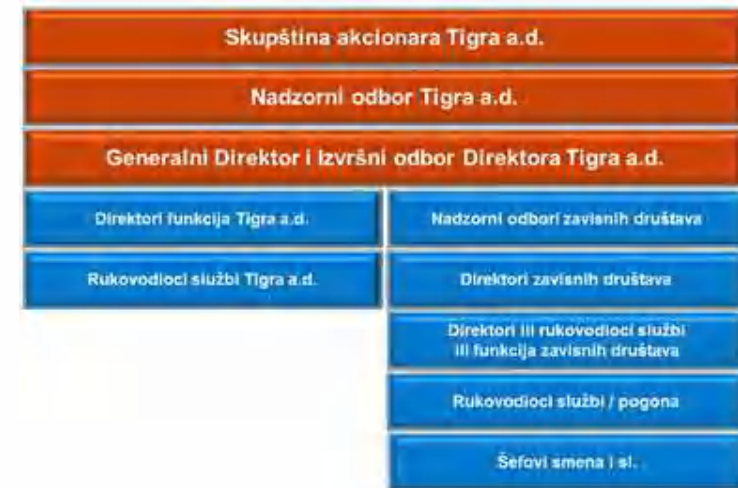 Skupština akcionara Tigra a.d.
Nadzorni odbor Tigra a.d.
Generalni Direktor i Izvršni odbor Direktora Tigra a.d.
Direktori funkcija Tigra a.d.
Rukovodioci službi Tigra a.d.
Nadzorni odbori zavisnih društava
Direktori zavisnih društava
Direktori ili rukovodioci službi
ili funkcija zavisnih društava
Rukovodioci službi / pogona
Šefovi smena i sl.